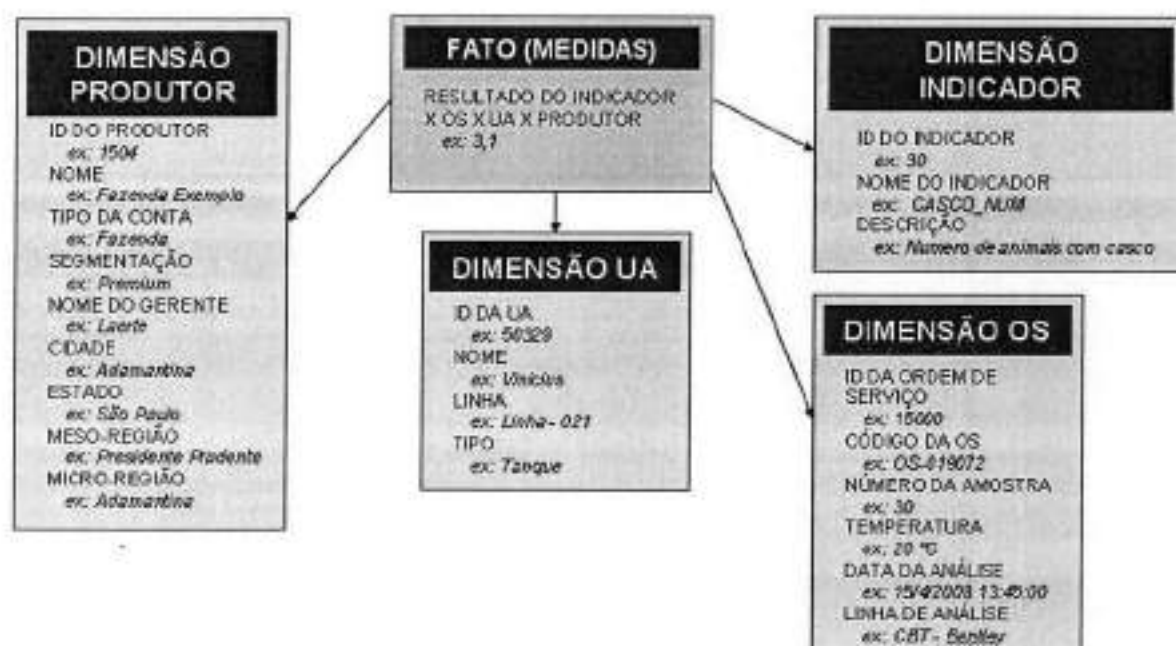 DIMENSÃO
PRODUTOR
ID DO PRODUTOR
ex: 1504
NOME
ex: Fazenda Exemplo
TIPO DA CONTA
ex: Fazenda
SEGMENTAÇÃO
ex: Premium
NOME DO GERENTE
ex: Laerte
CIDADE
ex: Adamantina
ESTADO
ex: São Paulo
MESO-REGIÃO
ex: Presidente Prudente
MICRO-REGIÃO
ex: Adamantina
FATO (MEDIDAS)
RESULTADO DO INDICADOR
X OS X UA X PRODUTOR
ex: 3,1
DIMENSÃO UA
ID DA UA
ex: 50329
NOME
ex: Vinicius
LINHA
ex: Linha - 021
TIPO
ex: Tanque
DIMENSÃO
INDICADOR
ID DO INDICADOR
ex: 30
NOME DO INDICADOR
ex: CASCO_NUM
DESCRIÇÃO
ex: Numero de animais com casco
DIMENSÃO OS
ID DA ORDEM DE
SERVIÇO
ex: 15000
CÓDIGO DA OS
ex: OS-019072
NÚMERO DA AMOSTRA
ex: 30
TEMPERATURA
ex: 20 ºC
DATA DA ANÁLISE
ex: 15/4/2008 13:45:00
LINHA DE ANÁLISE
ex: CBT - Bentley